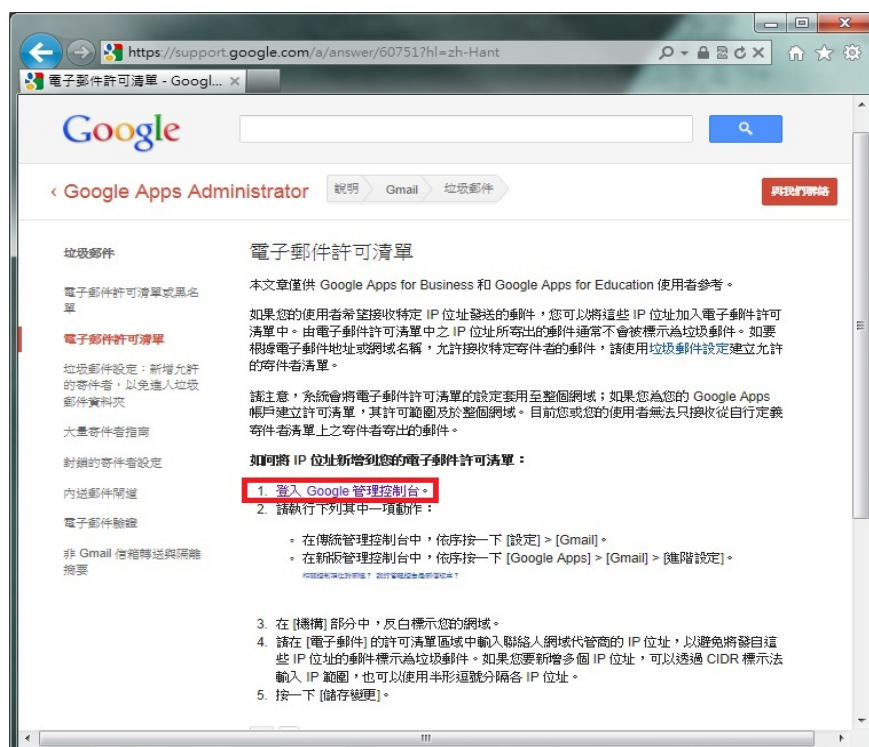 https://support.google.com/a/answer/60751?hl=zh-Hant
電子郵件許可清單 - Googl...
Google
Google Apps Administrator
說明
Gmail
垃圾郵件
與我們聯絡
垃圾郵件
電子郵件許可清單或黑名
單
電子郵件許可清單
垃圾郵件設定：新增允許
的寄件者，以免進入垃圾
郵件資料夾
大量寄件者指南
封鎖的寄件者設定
內送郵件閘道
電子郵件驗證
非 Gmail 信箱轉送與隔離
摘要
電子郵件許可清單
本文章僅供 Google Apps for Business 和 Google Apps for Education 使用者參考。
如果您的使用者希望接收特定 IP 位址發送的郵件，您可以將這些 IP 位址加入電子郵件許可
清單中。由電子郵件許可清單中之 IP 位址所寄出的郵件通常不會被標示為垃圾郵件。如要
根據電子郵件地址或網域名稱，允許接收特定寄件者的郵件，請使用垃圾郵件設定建立允許
的寄件者清單。
請注意，系統會將電子郵件許可清單的設定套用至整個網域；如果您為您的 Google Apps
帳戶建立許可清單，其許可範圍及於整個網域。目前您或您的使用者無法只接收從自行定義
寄件者清單上之寄件者寄出的郵件。
如何將 IP 位址新增到您的電子郵件許可清單：
1. 登入 Google 管理控制台。
2. 請執行下列其中一項動作：
在傳統管理控制台中，依序按一下 [設定] > [Gmail]。
在新版管理控制台中，依序按一下 [Google Apps] > [Gmail] > [進階設定]。
3. 在 [機構] 部分中，反白標示您的網域。
4. 請在 [電子郵件] 的許可清單區域中輸入聯絡人網域代管商的 IP 位址，以避免將發自這
些 IP 位址的郵件標示為垃圾郵件。如果您要新增多個 IP 位址，可以透過 CIDR 標示法
輸入 IP 範圍，也可以使用半形逗號分隔各 IP 位址。
5. 按一下 [儲存變更]。